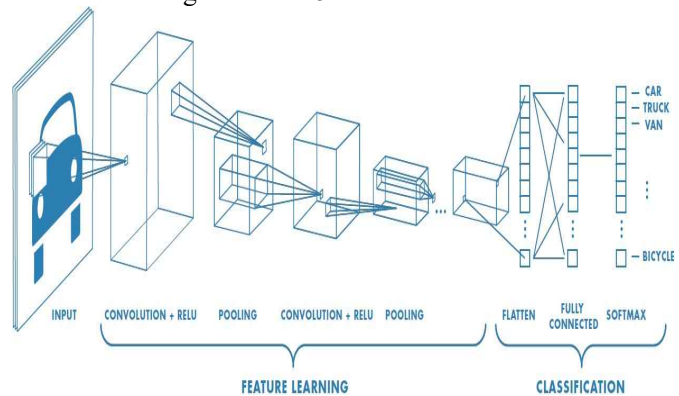 CAR
TRUCK
VAN
BICYCLE
INPUT
CONVOLUTION + RELU
POOLING
CONVOLUTION + RELU
POOLING
FLATTEN
FULLY
CONNECTED
SOFTMAX
FEATURE LEARNING
CLASSIFICATION